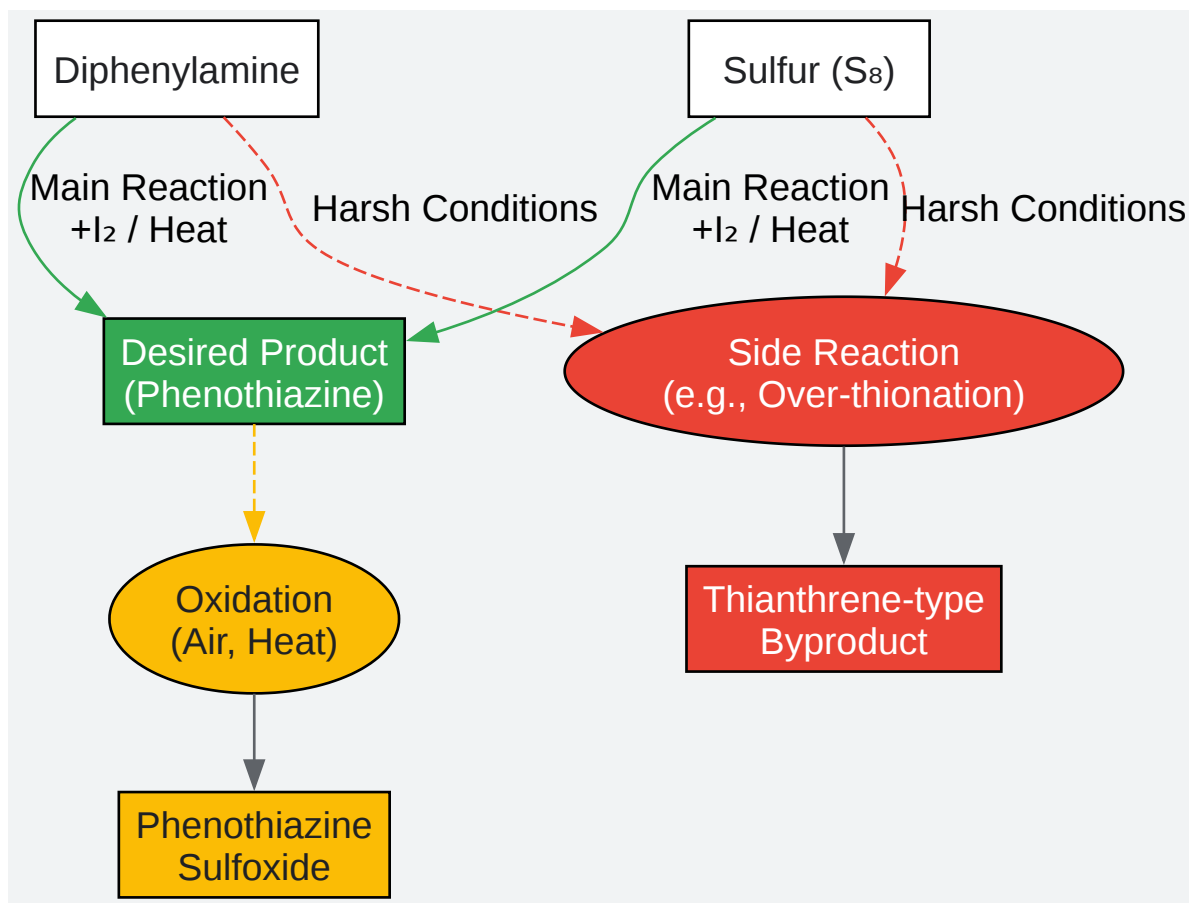 Diphenylamine
Sulfur (S₈)
Main Reaction
+I₂ / Heat
Harsh Conditions
Main Reaction
+I₂ / Heat
Harsh Conditions
Desired Product
(Phenothiazine)
Side Reaction
(e.g., Over-thionation)
Oxidation
(Air, Heat)
Thianthrene-type
Byproduct
Phenothiazine
Sulfoxide